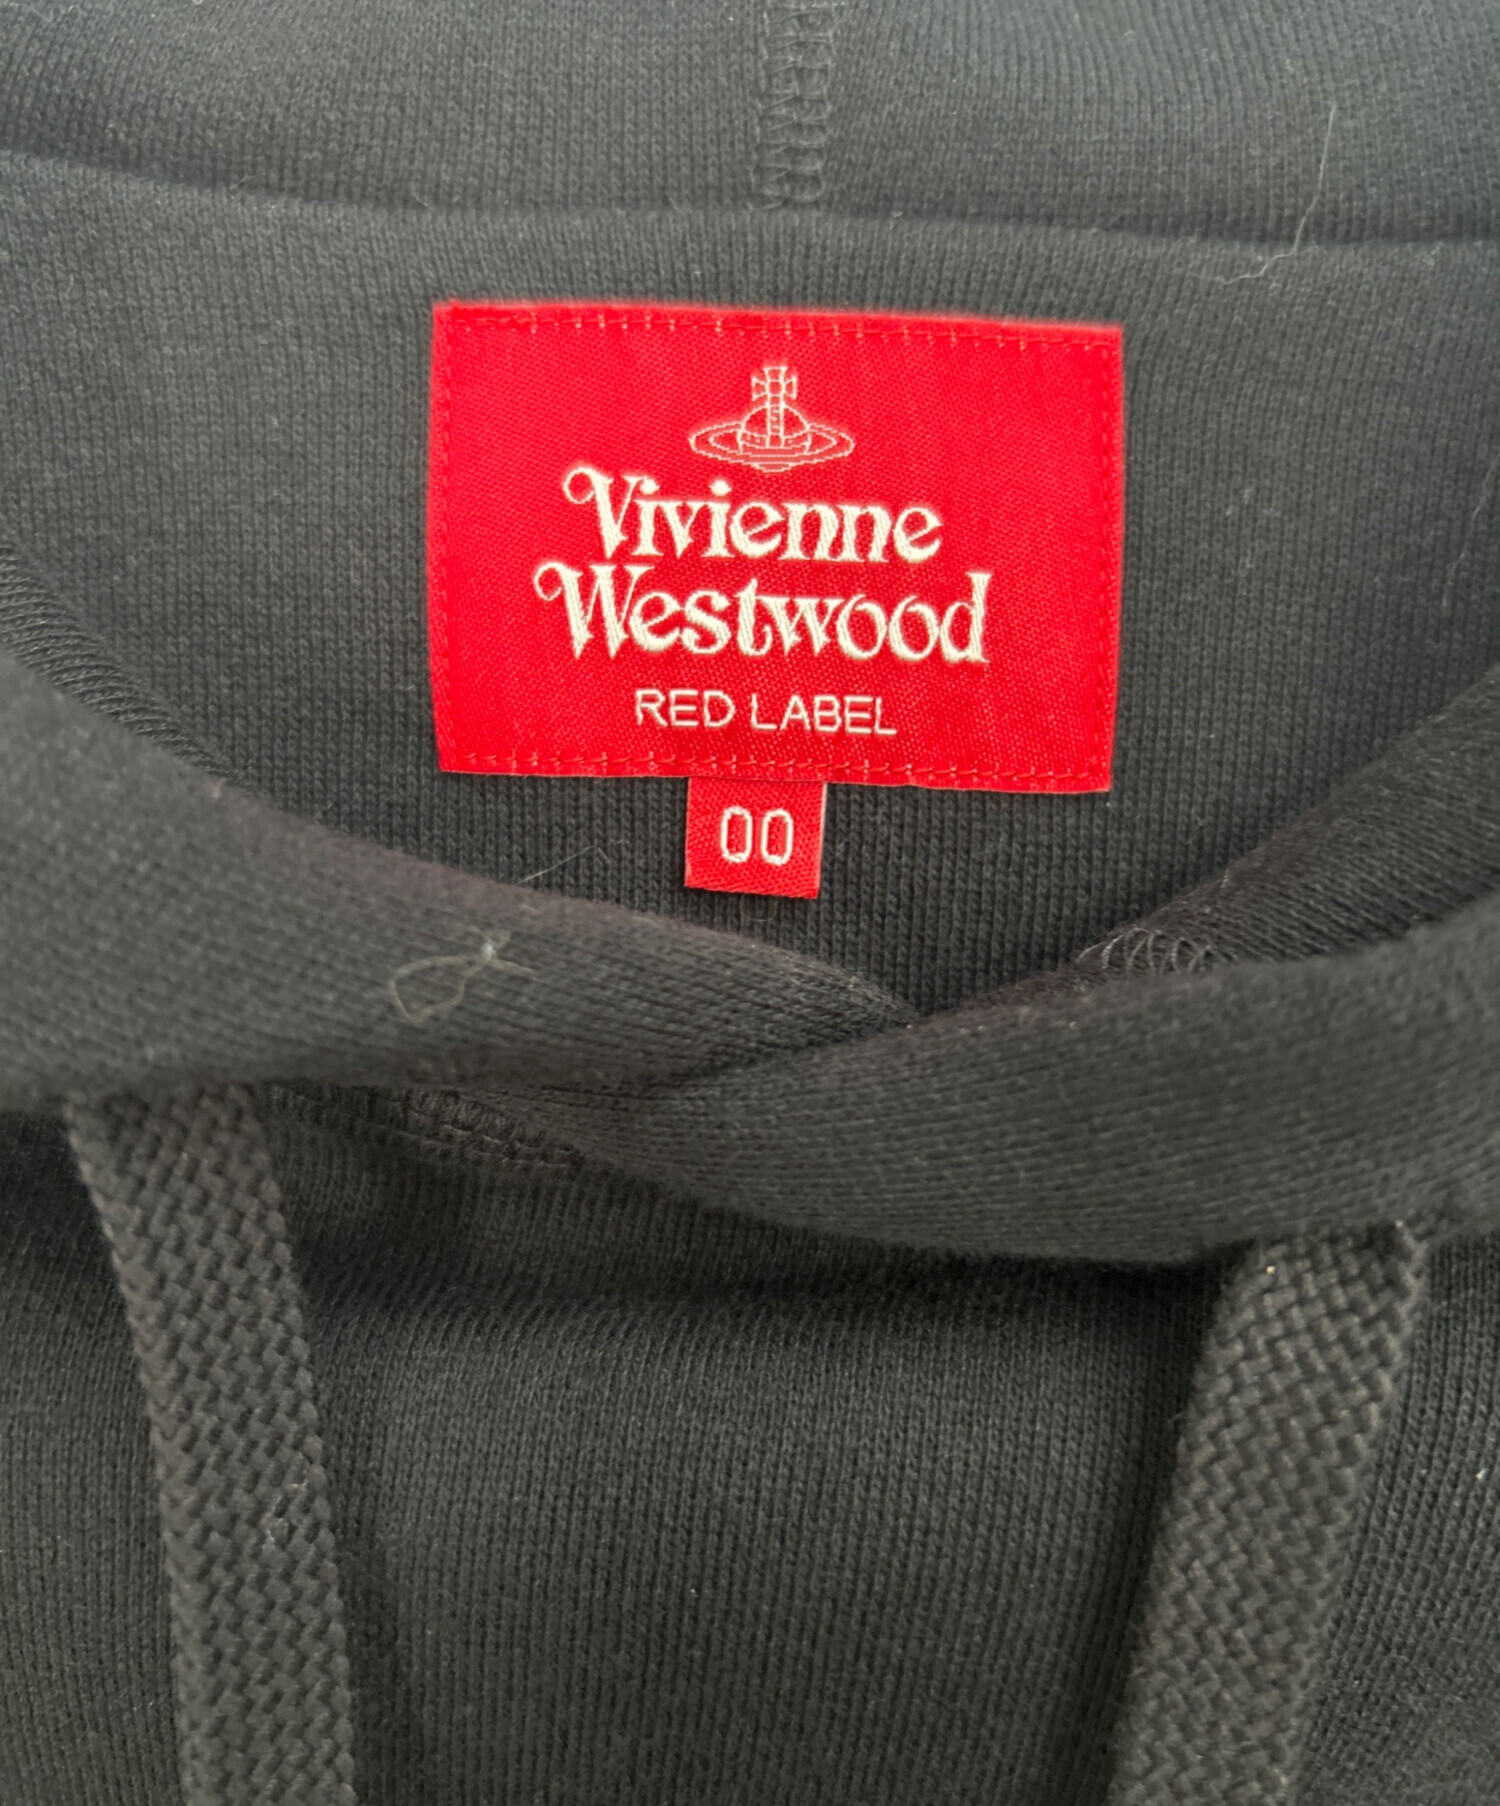 Vivienne
Westwood
RED LABEL
00